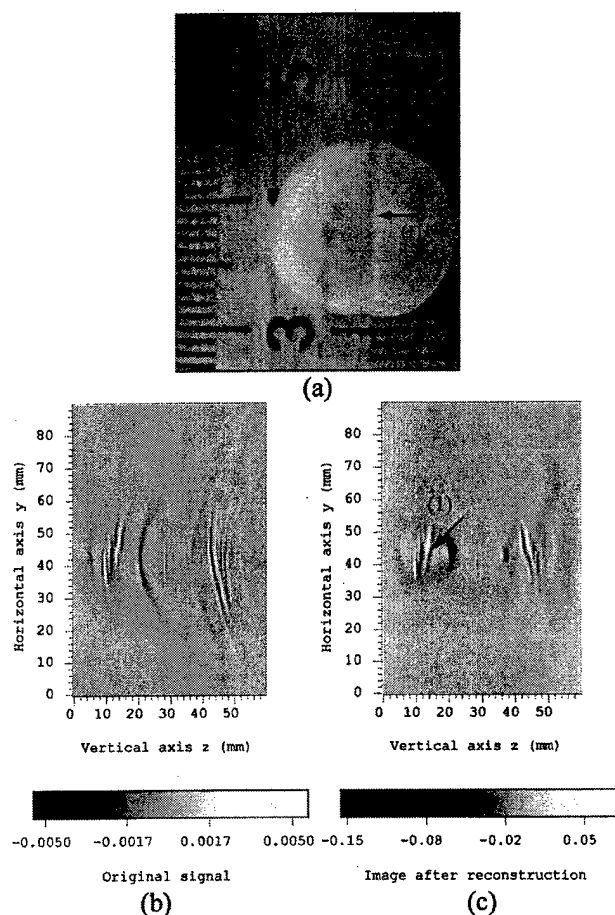 3
(a)
80
70
60
50
40
30
20
10
0
Horizontal axis y (mm)
0 10 20 30 40 50
Vertical axis z (mm)
-0.0050 -0.0017 0.0017 0.0050
Original signal
(b)
80
70
60
50
40
30
20
10
0
Horizontal axis y (mm)
(1)
0 10 20 30 40 50
Vertical axis z (mm)
-0.15 -0.08 -0.02 0.05
Image after reconstruction
(c)